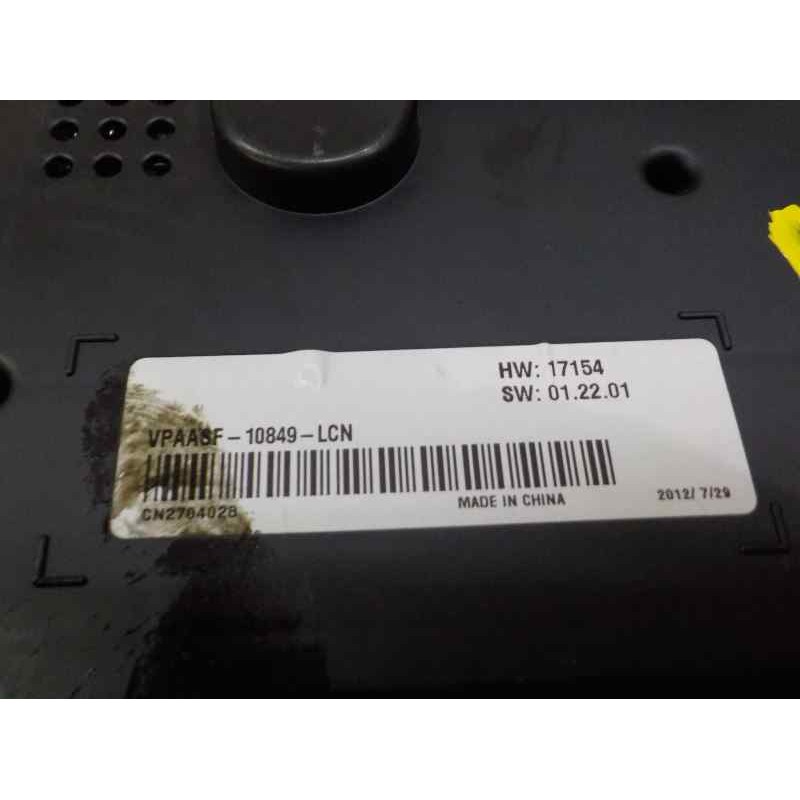 HW: 17154
SW: 01.22.01
VPAASF-10849-LCN
CN2704028
MADE IN CHINA
2012/ 7/29